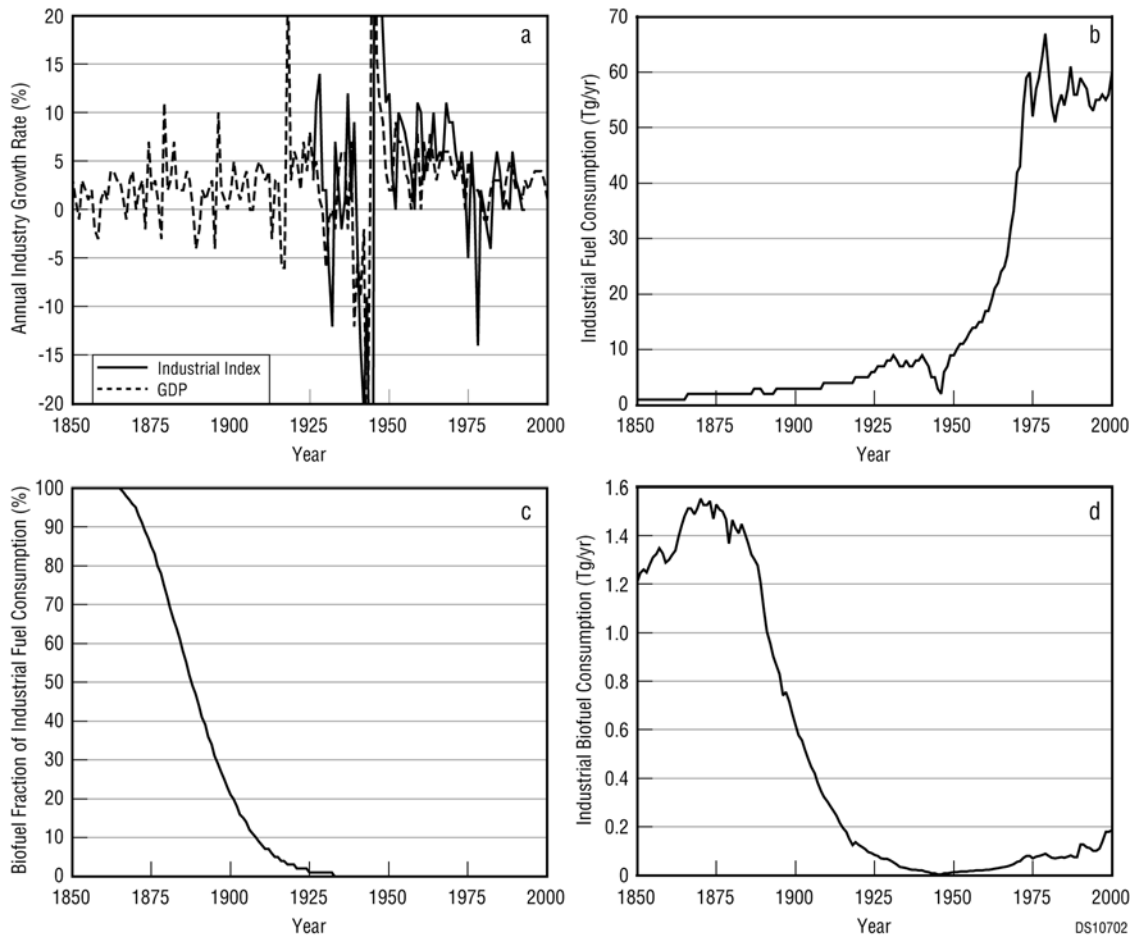 a
20
15
10
5
0
-5
-10
-15
-20
Annual Industry Growth Rate (%)
Industrial Index
GDP
1850 1875 1900 1925 1950 1975 2000
Year
b
70
60
50
40
30
20
10
0
Industrial Fuel Consumption (Tg/yr)
1850 1875 1900 1925 1950 1975 2000
Year
c
100
90
80
70
60
50
40
30
20
10
0
Biofuel Fraction of Industrial Fuel Consumption (%)
1850 1875 1900 1925 1950 1975 2000
Year
d
1.6
1.4
1.2
1.0
0.8
0.6
0.4
0.2
0
Industrial Biofuel Consumption (Tg/yr)
1850 1875 1900 1925 1950 1975 2000
Year
DS10702